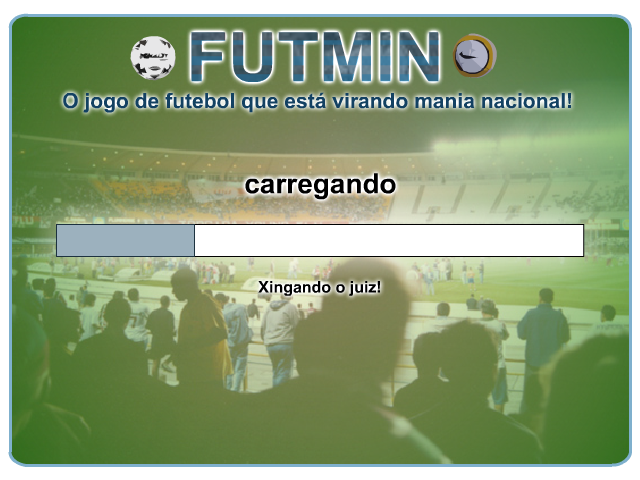 FUTMIN
O jogo de futebol que está virando mania nacional!
carregando
Xingando o juiz!